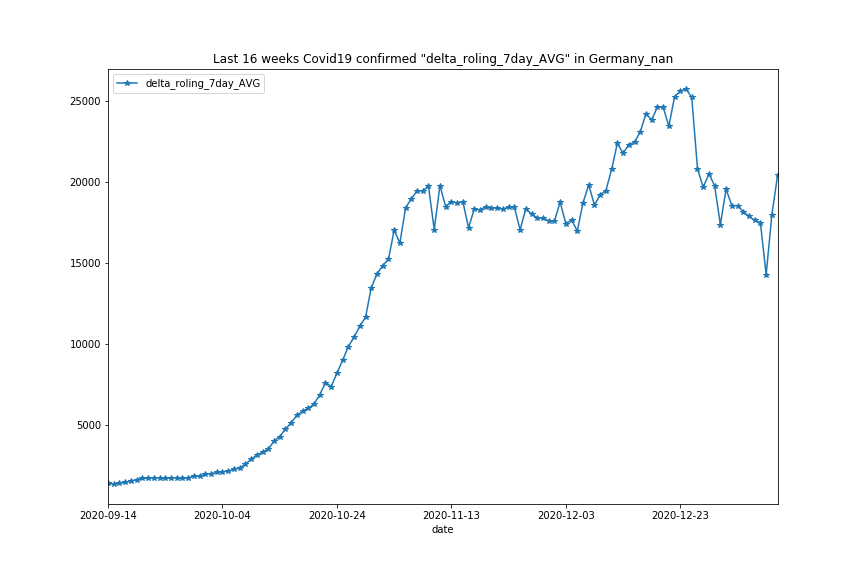 Last 16 weeks Covid19 confirmed "delta_roling_7day_AVG" in Germany_nan
delta_roling_7day_AVG
25000
20000
15000
10000
5000
2020-09-14 2020-10-04 2020-10-24 2020-11-13 2020-12-03 2020-12-23
date